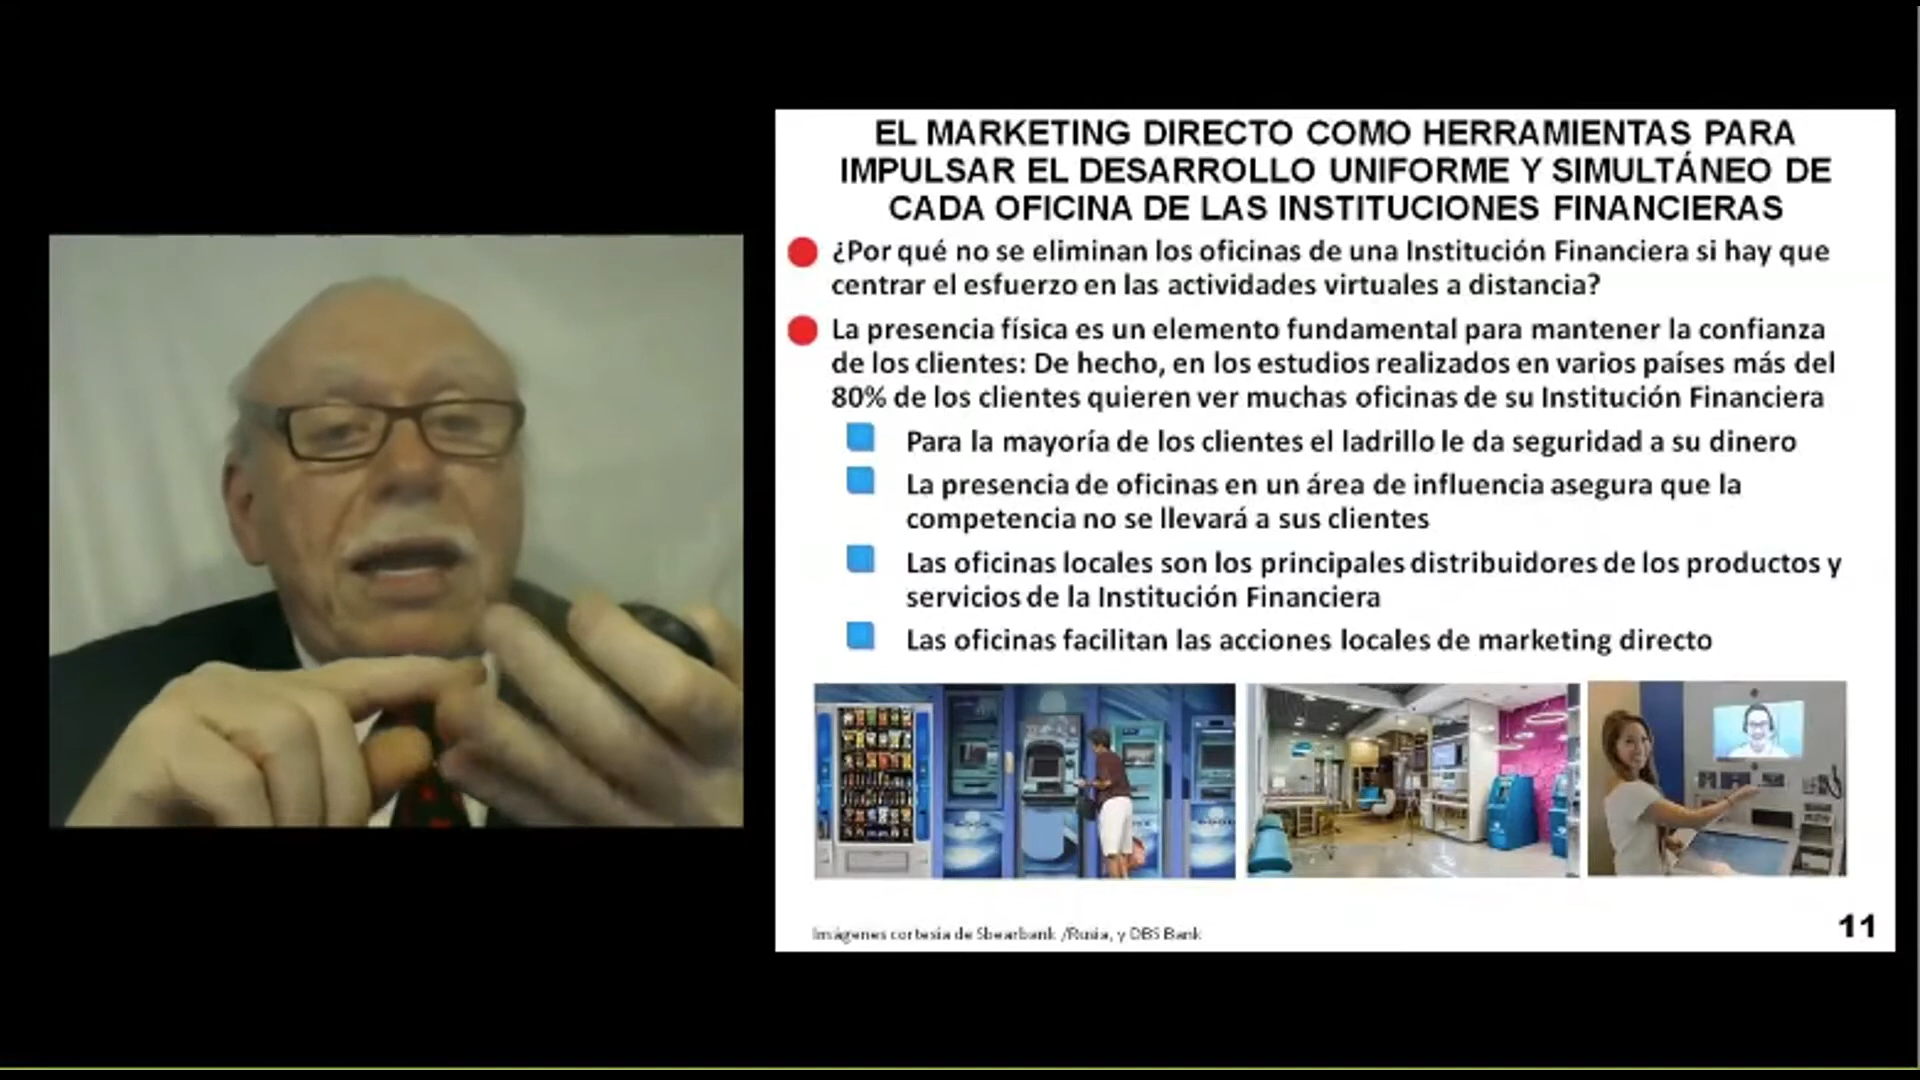 EL MARKETING DIRECTO COMO HERRAMIENTAS PARA
IMPULSAR EL DESARROLLO UNIFORME Y SIMULTÁNEO DE
CADA OFICINA DE LAS INSTITUCIONES FINANCIERAS
¿Por qué no se eliminan los oficinas de una Institución Financiera si hay que
centrar el esfuerzo en las actividades virtuales a distancia?
La presencia física es un elemento fundamental para mantener la confianza
de los clientes: De hecho, en los estudios realizados en varios países más del
80% de los clientes quieren ver muchas oficinas de su Institución Financiera
Para la mayoría de los clientes el ladrillo le da seguridad a su dinero
La presencia de oficinas en un área de influencia asegura que la
competencia no se llevará a sus clientes
Las oficinas locales son los principales distribuidores de los productos y
servicios de la Institución Financiera
Las oficinas facilitan las acciones locales de marketing directo
Imágenes cortesia de Sbearbank /Rusia, y DBS Bank
11